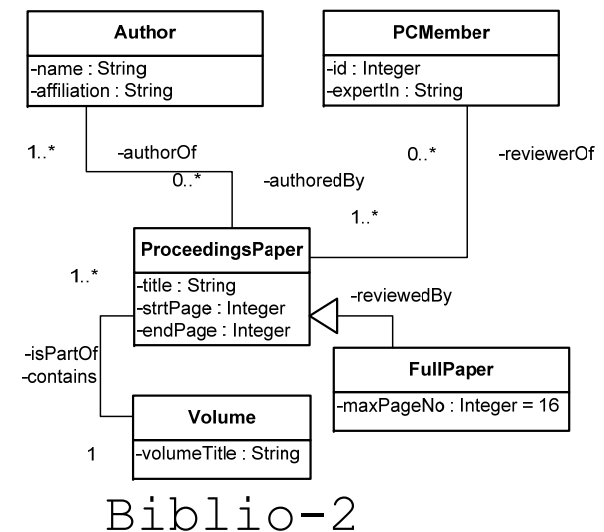 Author
-name : String
-affiliation : String
PCMember
-id : Integer
-expertIn : String
1..*
-authorOf
0..*
-authoredBy
0..*
-reviewerOf
1..*
ProceedingsPaper
-title : String
-strtPage : Integer
-endPage : Integer
1..*
-reviewedBy
-isPartOf
-contains
FullPaper
-maxPageNo : Integer = 16
Volume
-volumeTitle : String
1
Biblio-2